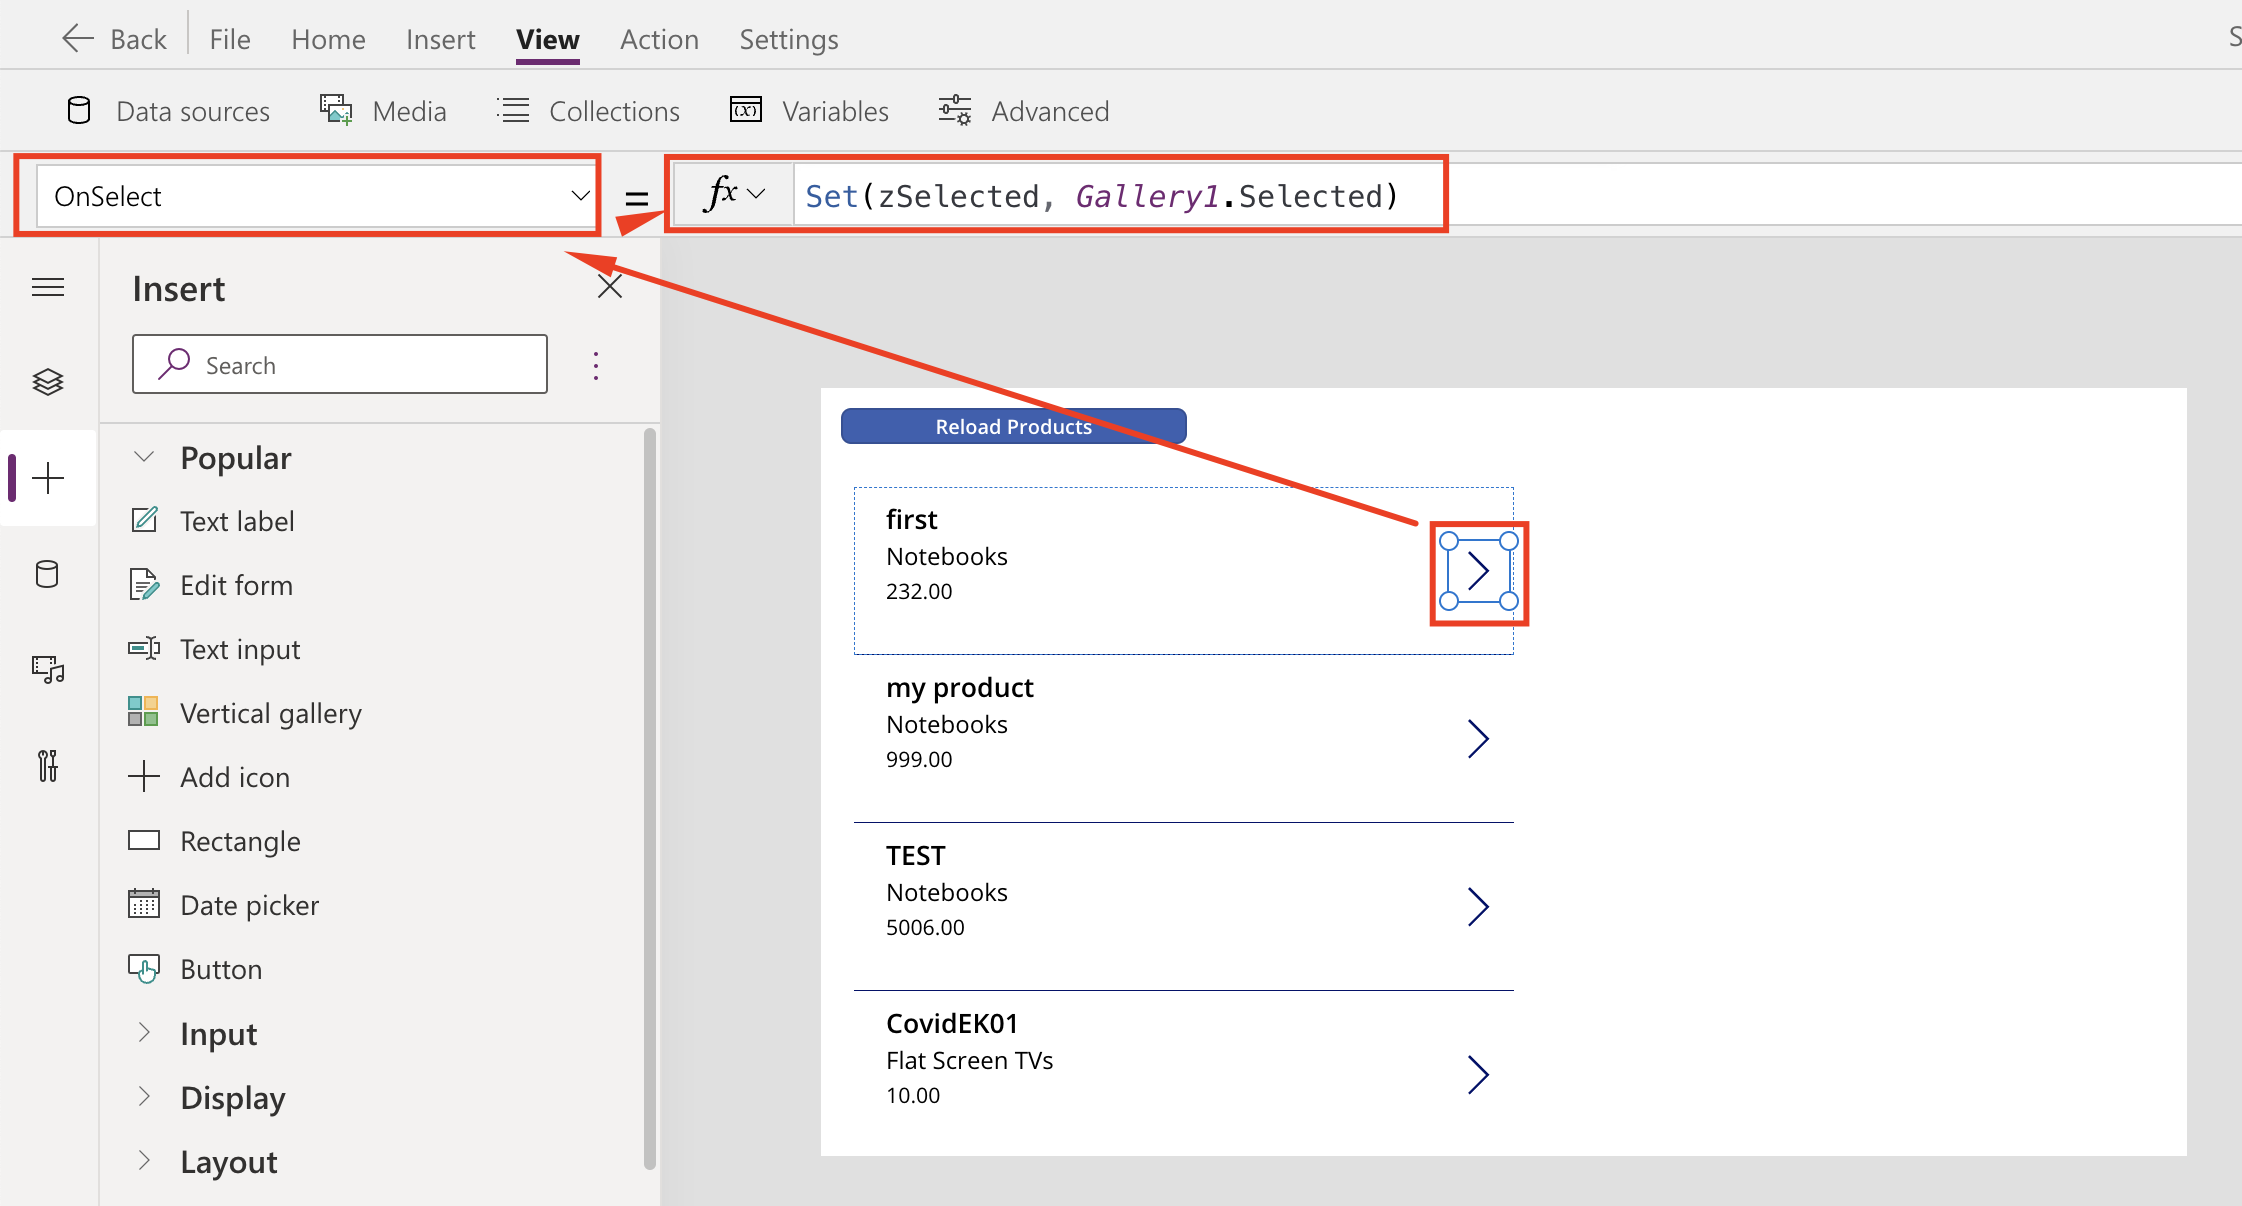 Back File Home Insert View Action Settings S
Data sources Media Collections Variables Advanced
OnSelect = fx Set(zSelected, Gallery1.Selected)
Insert
Search
Popular
Text label
Edit form
Text input
Vertical gallery
Add icon
Rectangle
Date picker
Button
Input
Display
Layout
Reload Products
first
Notebooks
232.00
my product
Notebooks
999.00
TEST
Notebooks
5006.00
CovidEK01
Flat Screen TVs
10.00